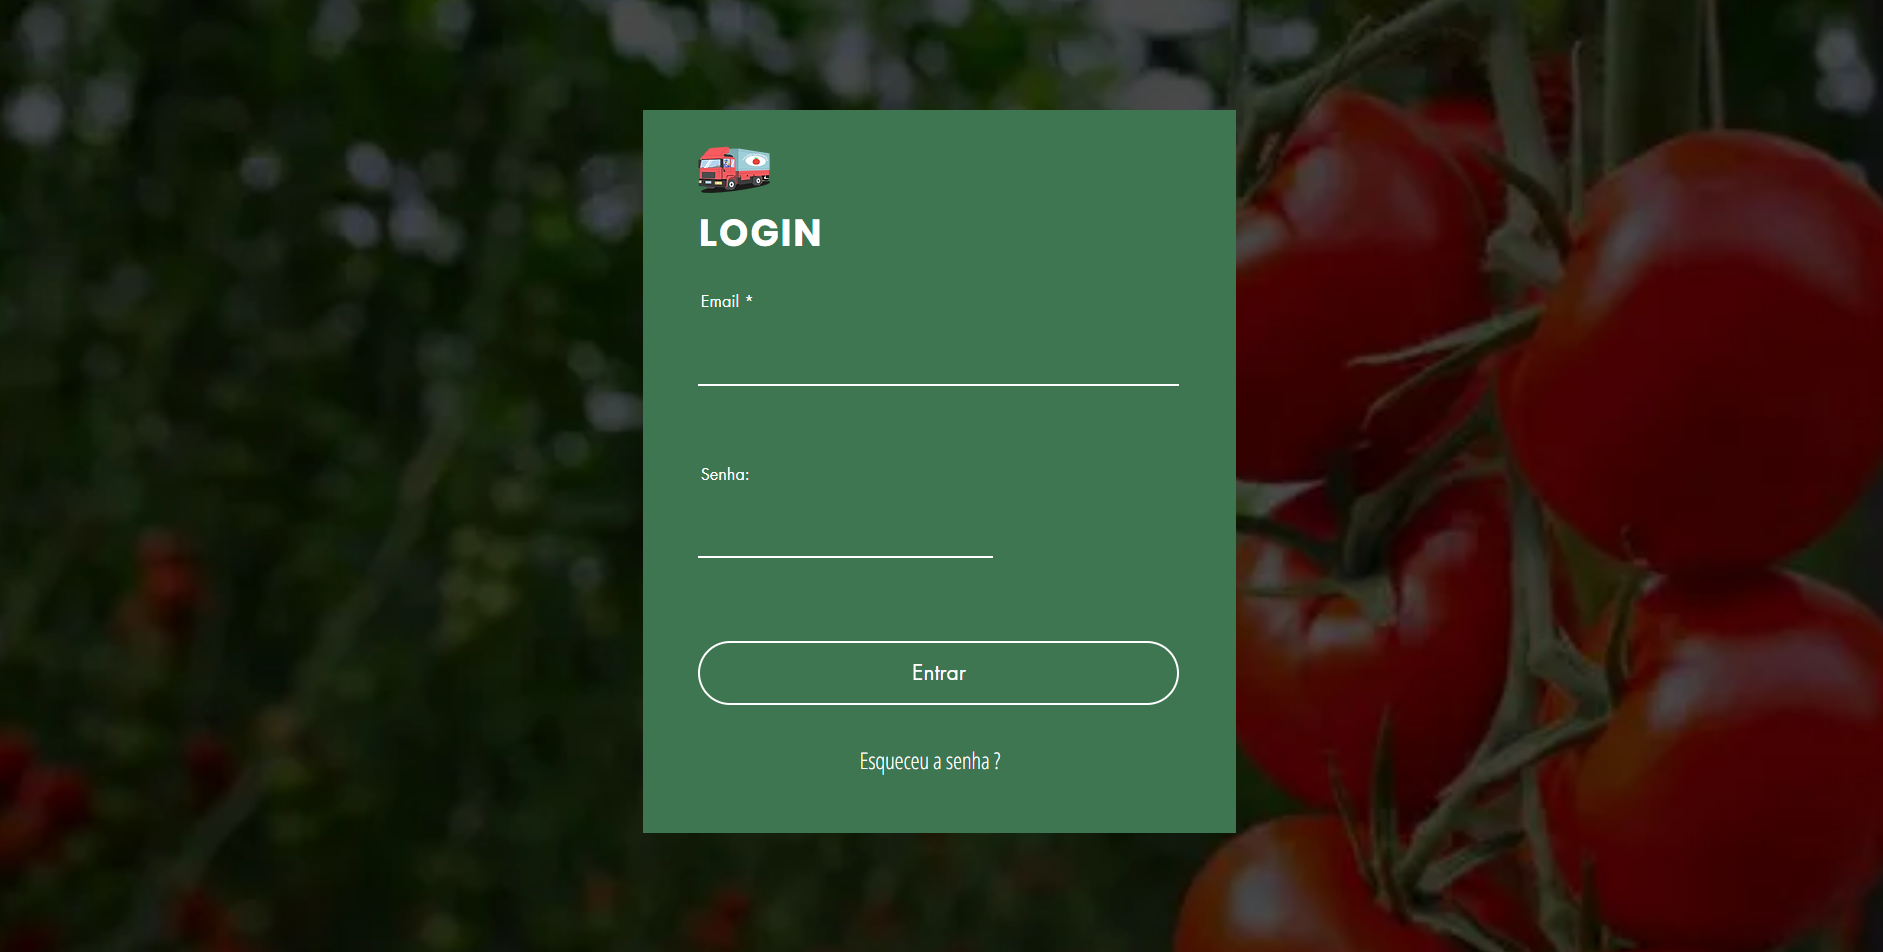 LOGIN
Email *
Senha:
Entrar
Esqueceu a senha ?